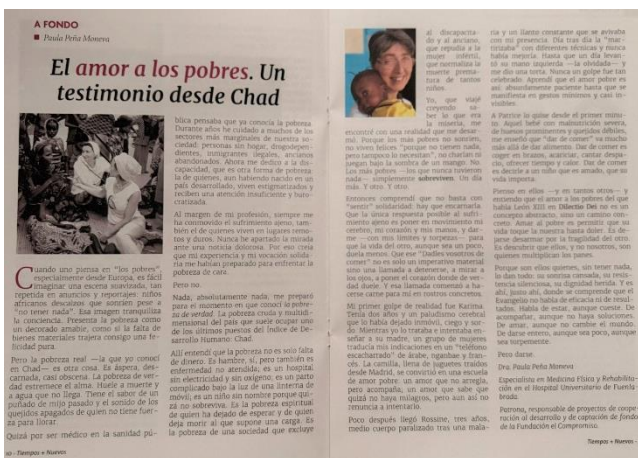 A FONDO
Paula Peña Moneva
El amor a los pobres. Un
testimonio desde Chad
Cuando uno piensa en "los pobres",
especialmente desde Europa, es fácil
imaginar una escena suavizada, tan
repetida en anuncios y reportajes: niños
africanos descalzos que sonríen pese a
"no tener nada". Esa imagen tranquiliza
la conciencia. Presenta la pobreza como
un decorado amable, como si la falta de
bienes materiales trajera consigo una fe-
licidad pura.
Pero la pobreza real —la que yo conocí
en Chad— es otra cosa. Es áspera, des-
carnada, casi obscena. La pobreza de ver-
dad estremece el alma. Huele a muerte y
a agua que no llega. Tiene el sabor de un
puñado de mijo pasado y el sonido de los
quejidos apagados de quien no tiene fuer-
za para llorar.
Quizá por ser médico en la sanidad pú-
blica pensaba que ya conocía la pobreza.
Durante años he cuidado a muchos de los
sectores más marginales de nuestra so-
ciedad: personas sin hogar, drogodepen-
dientes, inmigrantes ilegales, ancianos
abandonados. Ahora me dedico a la dis-
capacidad, que es otra forma de pobreza:
la de quienes, aun habiendo nacido en un
país desarrollado, viven estigmatizados y
reciben una atención insuficiente y buro-
cratizada.
Al margen de mi profesión, siempre me
ha conmovido el sufrimiento ajeno, tam-
bién el de quienes viven en lugares remo-
tos y duros. Nunca he apartado la mirada
ante una noticia dolorosa. Por eso creía
que mi experiencia y mi vocación solida-
ria me habían preparado para enfrentar la
pobreza de cara.
Pero no.
Nada, absolutamente nada, me preparó
para el momento en que conocí la pobre-
za de verdad. La pobreza cruda y multidi-
mensional del país que suele ocupar uno
de los últimos puestos del Índice de De-
sarrollo Humano: Chad.
Allí entendí que la pobreza no es solo falta
de dinero. Es hambre, sí, pero también es
enfermedad no atendida; es un hospital
sin electricidad y sin oxígeno; es un parto
complicado bajo la luz de una linterna de
móvil; es un niño sin nombre porque qui-
zá no sobreviva. Es la pobreza espiritual
de quien ha dejado de esperar y de quien
deja morir al que supone una carga. Es
la pobreza de una sociedad que excluye
10 - Tiempos + Nuevos
al discapacita-
do y al anciano,
que repudia a la
mujer infértil,
que normaliza la
muerte prema-
tura de tantos
niños.
Yo, que viajé
creyendo sa-
ber lo que era
la miseria, me
encontré con una realidad que me desar-
mó. Porque los más pobres no sonríen,
no viven felices "porque no tienen nada,
pero tampoco lo necesitan", no charlan ni
juegan bajo la sombra de un mango. No.
Los más pobres —los que nunca tuvieron
nada— simplemente sobreviven. Un día
más. Y otro. Y otro.
Entonces comprendí que no basta con
"sentir" solidaridad: hay que encarnarla.
Que la única respuesta posible al sufri-
miento ajeno es poner en movimiento mi
cerebro, mi corazón y mis manos, y dar-
me —con mis límites y torpezas— para
que la vida del otro, aunque sea un poco,
duela menos. Que ese "Dadles vosotros de
comer" no es solo un imperativo material
sino una llamada a detenerse, a mirar a
los ojos, a poner el corazón donde de ver-
dad duele. Y esa llamada comenzó a ha-
cerse carne para mí en rostros concretos.
Mi primer golpe de realidad fue Karima.
Tenía dos años y un paludismo cerebral
que lo había dejado inmóvil, ciego y sor-
do. Mientras yo lo trataba e intentaba en-
señar a su madre, un grupo de mujeres
traducía mis indicaciones en un "teléfono
escacharrado" de árabe, ngambae y fran-
cés. La camilla, llena de juguetes traídos
desde Madrid, se convirtió en una escuela
de amor pobre: un amor que no arregla,
pero acompaña, un amor que sabe que
quizá no haya milagros, pero aun así no
renuncia a intentarlo.
Poco después llegó Rossine, tres años,
medio cuerpo paralizado tras una mala-
ria y un llanto constante que se avivaba
con mi presencia. Día tras día la "mar-
tirizaba" con diferentes técnicas y nunca
había mejoría. Hasta que un día levan-
tó su mano izquierda —la olvidada— y
me dio una torta. Nunca un golpe fue tan
celebrado. Aprendí que el amor pobre es
así: absurdamente paciente hasta que se
manifiesta en gestos mínimos y casi in-
visibles.
A Patrice lo quise desde el primer minu-
to. Aquel bebé con malnutrición severa,
de huesos prominentes y quejidos débiles,
me enseñó que "dar de comer" va mucho
más allá de dar alimento. Dar de comer es
coger en brazos, acariciar, cantar despa-
cio, ofrecer tiempo y calor. Dar de comer
es decirle a un niño que es amado, que su
vida importa.
Pienso en ellos —y en tantos otros— y
entiendo que el amor a los pobres del que
habla León XIII en Dilectio Dei no es un
concepto abstracto, sino un camino con-
creto. Amar al pobre es permitir que su
vida toque la nuestra hasta doler. Es de-
jarse desarmar por la fragilidad del otro.
Es descubrir que ellos, y no nosotros, son
quienes multiplican los panes.
Porque son ellos quienes, sin tener nada,
lo dan todo: su sonrisa cansada, su resis-
tencia silenciosa, su dignidad herida. Y es
ahí, justo ahí, donde se comprende que el
Evangelio no habla de eficacia ni de resul-
tados. Habla de estar, aunque cueste. De
acompañar, aunque no haya soluciones.
De amar, aunque no cambie el mundo.
De darse entero, aunque sea poco, aunque
sea torpemente.
Pero darse.
Dra. Paula Peña Moneva
Especialista en Medicina Física y Rehabilita-
ción en el Hospital Universitario de Fuenla-
brada.
Patrona, responsable de proyectos de coope-
ración al desarrollo y de captación de fondos
de la Fundación el Compromiso.
Tiempos + Nuevos -